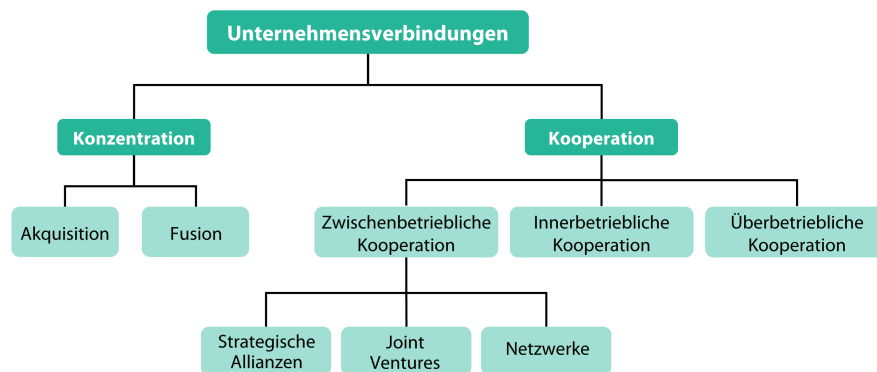 Unternehmensverbindungen
Konzentration
Kooperation
Akquisition
Fusion
Zwischenbetriebliche
Kooperation
Innerbetriebliche
Kooperation
Überbetriebliche
Kooperation
Strategische
Allianzen
Joint
Ventures
Netzwerke